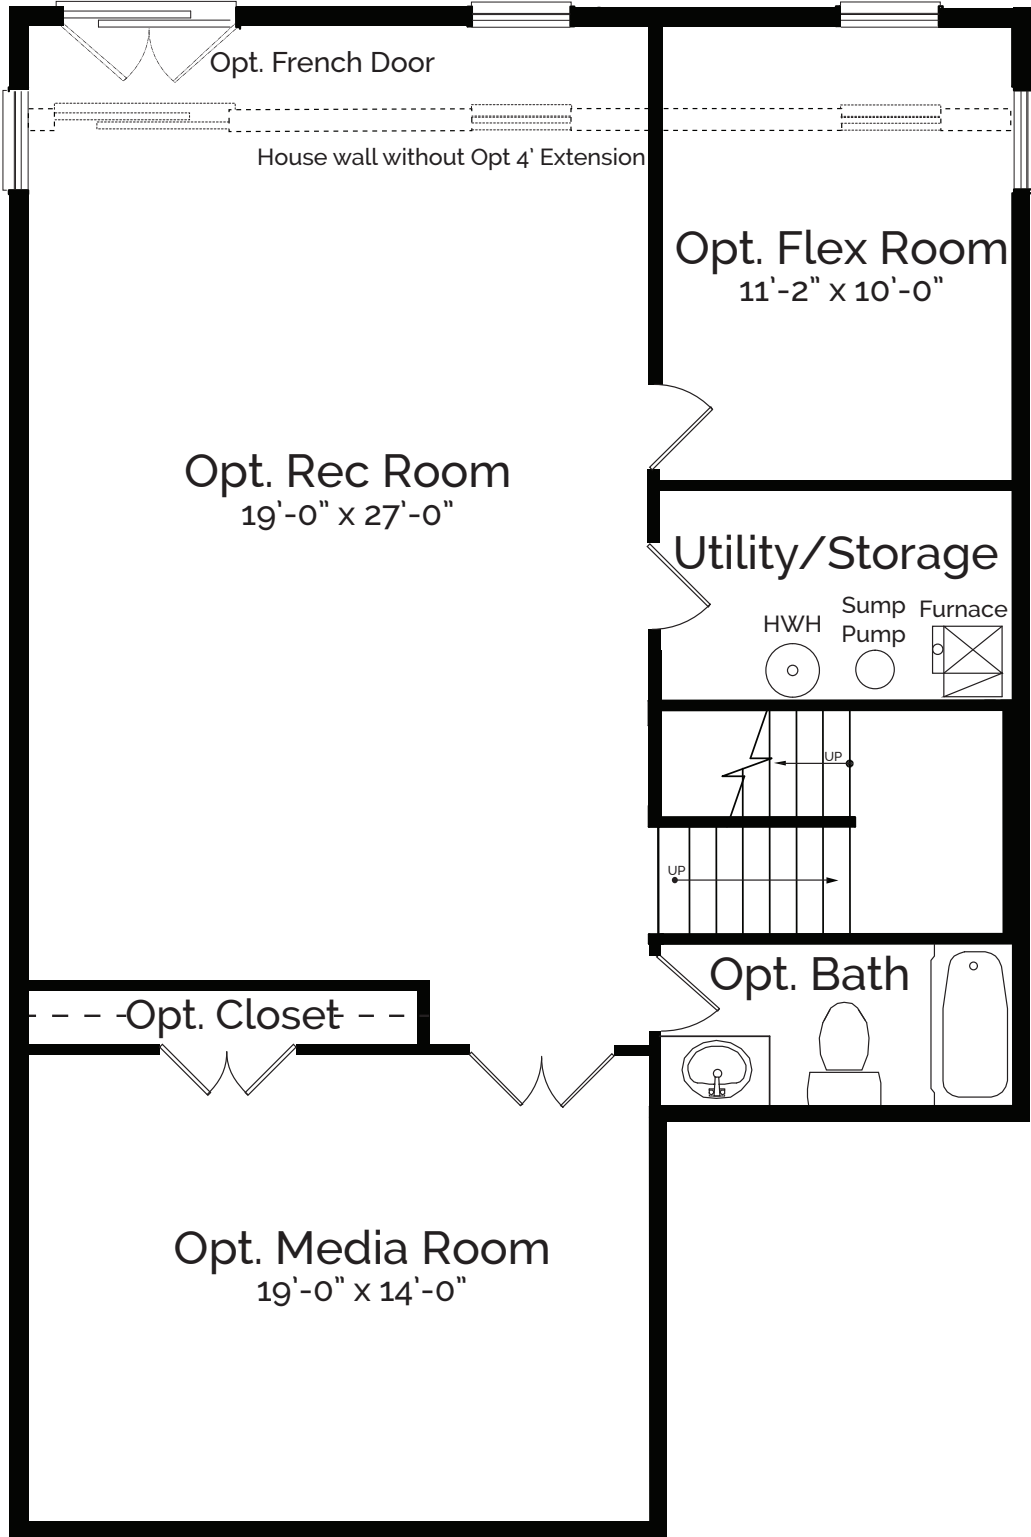 Opt. French Door
House wall without Opt 4' Extension
Opt. Flex Room
11'-2" x 10'-0"
Opt. Rec Room
19'-0" x 27'-0"
Utility/Storage
HWH
Sump
Pump
Furnace
UP
UP
Opt. Bath
Opt. Closet
Opt. Media Room
19'-0" x 14'-0"